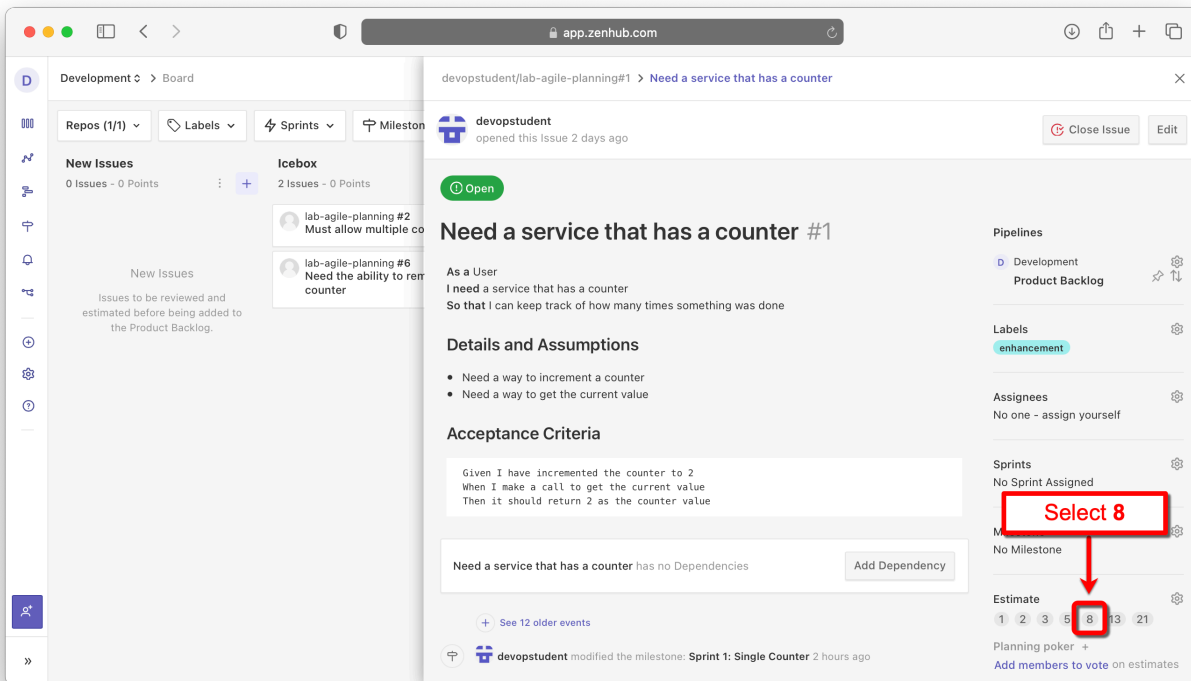 app.zenhub.com
D
Development > Board
Repos (1/1)
Labels
Sprints
Mileston
New Issues
0 Issues - 0 Points
New Issues
Issues to be reviewed and
estimated before being added to
the Product Backlog.
Icebox
2 Issues - 0 Points
lab-agile-planning #2
Must allow multiple co
lab-agile-planning #6
Need the ability to rem
counter
»
devopstudent/lab-agile-planning#1 > Need a service that has a counter
devopstudent
opened this Issue 2 days ago
Close Issue
Edit
Open
Need a service that has a counter #1
As a User
I need a service that has a counter
So that I can keep track of how many times something was done
Details and Assumptions
• Need a way to increment a counter
• Need a way to get the current value
Acceptance Criteria
Given I have incremented the counter to 2
When I make a call to get the current value
Then it should return 2 as the counter value
Need a service that has a counter has no Dependencies
Add Dependency
+ See 12 older events
devopstudent modified the milestone: Sprint 1: Single Counter 2 hours ago
Pipelines
D Development
Product Backlog
Labels
enhancement
Assignees
No one - assign yourself
Sprints
No Sprint Assigned
Select 8
No Milestone
Estimate
1 2 3 5 8 13 21
Planning poker +
Add members to vote on estimates